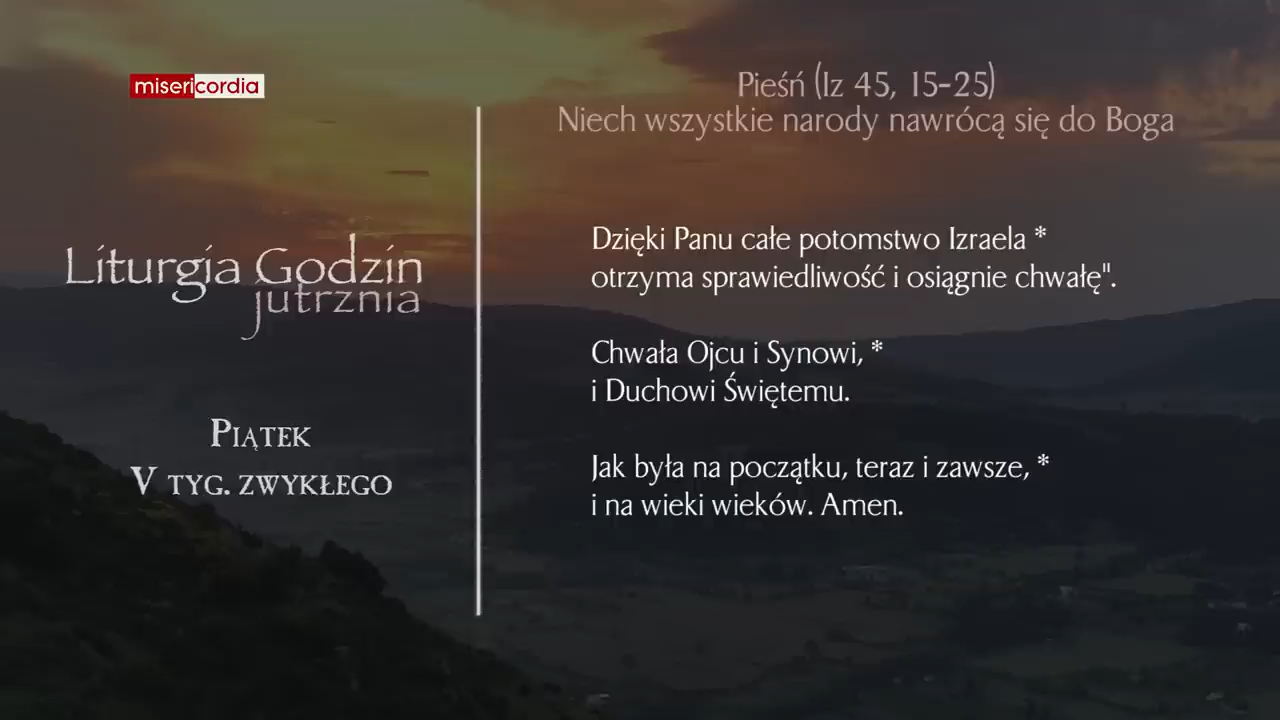 misericordia
Liturgia Godzin
jutrznia
Piątek
V tyg. zwykłego
Pieśń (Iz 45, 15-25)
Niech wszystkie narody nawrócą się do Boga
Dzięki Panu całe potomstwo Izraela *
otrzyma sprawiedliwość i osiągnie chwałę".
Chwała Ojcu i Synowi, *
i Duchowi Świętemu.
Jak była na początku, teraz i zawsze, *
i na wieki wieków. Amen.